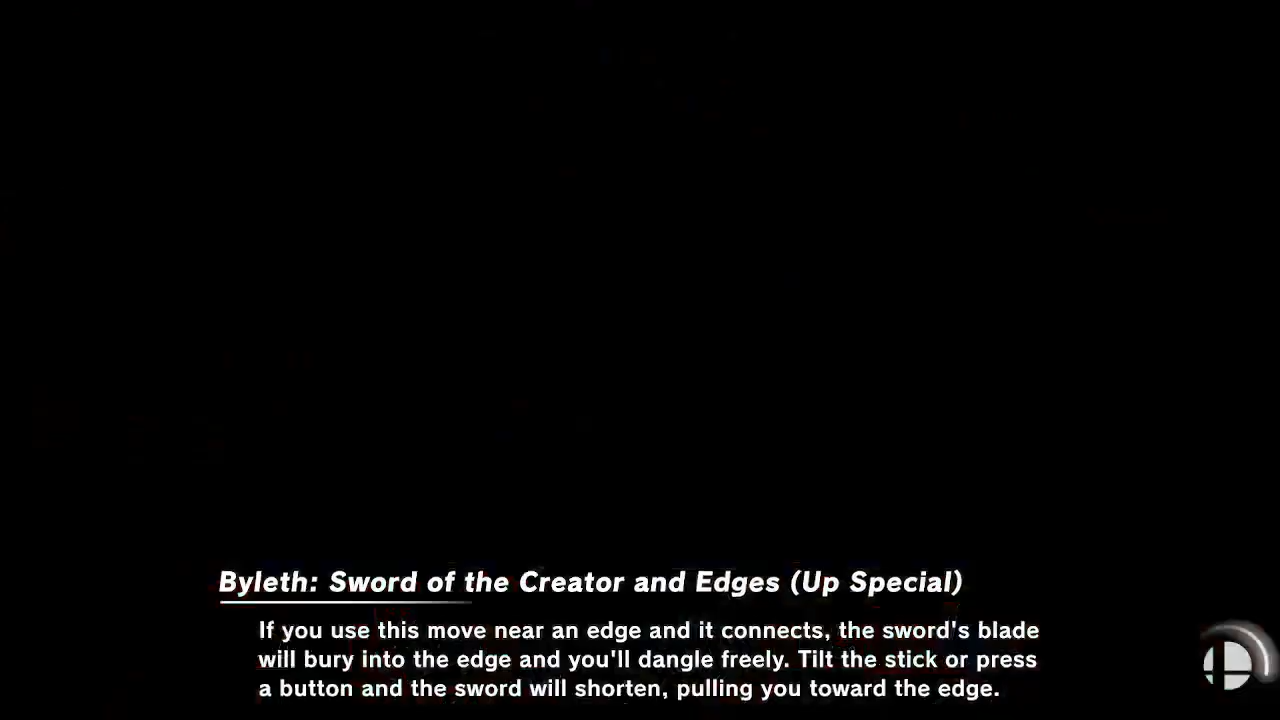 Byleth: Sword of the Creator and Edges (Up Special)
If you use this move near an edge and it connects, the sword's blade
will bury into the edge and you'll dangle freely. Tilt the stick or press
a button and the sword will shorten, pulling you toward the edge.